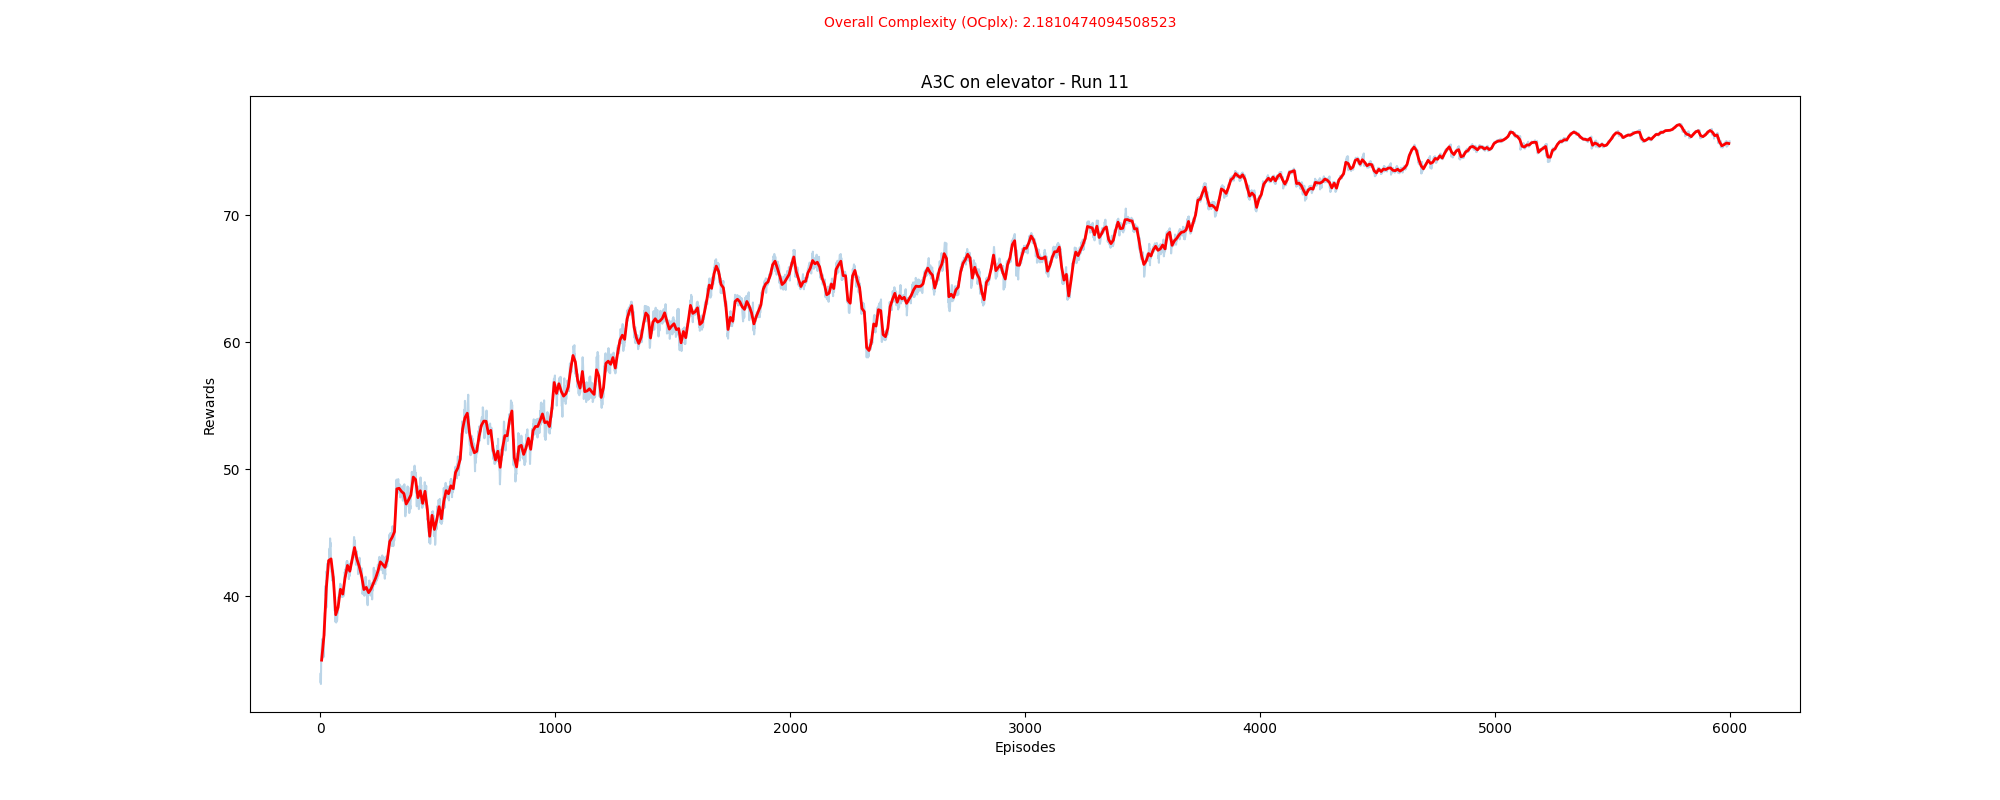 Overall Complexity (OCplx): 2.1810474094508523
A3C on elevator - Run 11
Rewards
70
60
50
40
0 1000 2000 3000 4000 5000 6000
Episodes